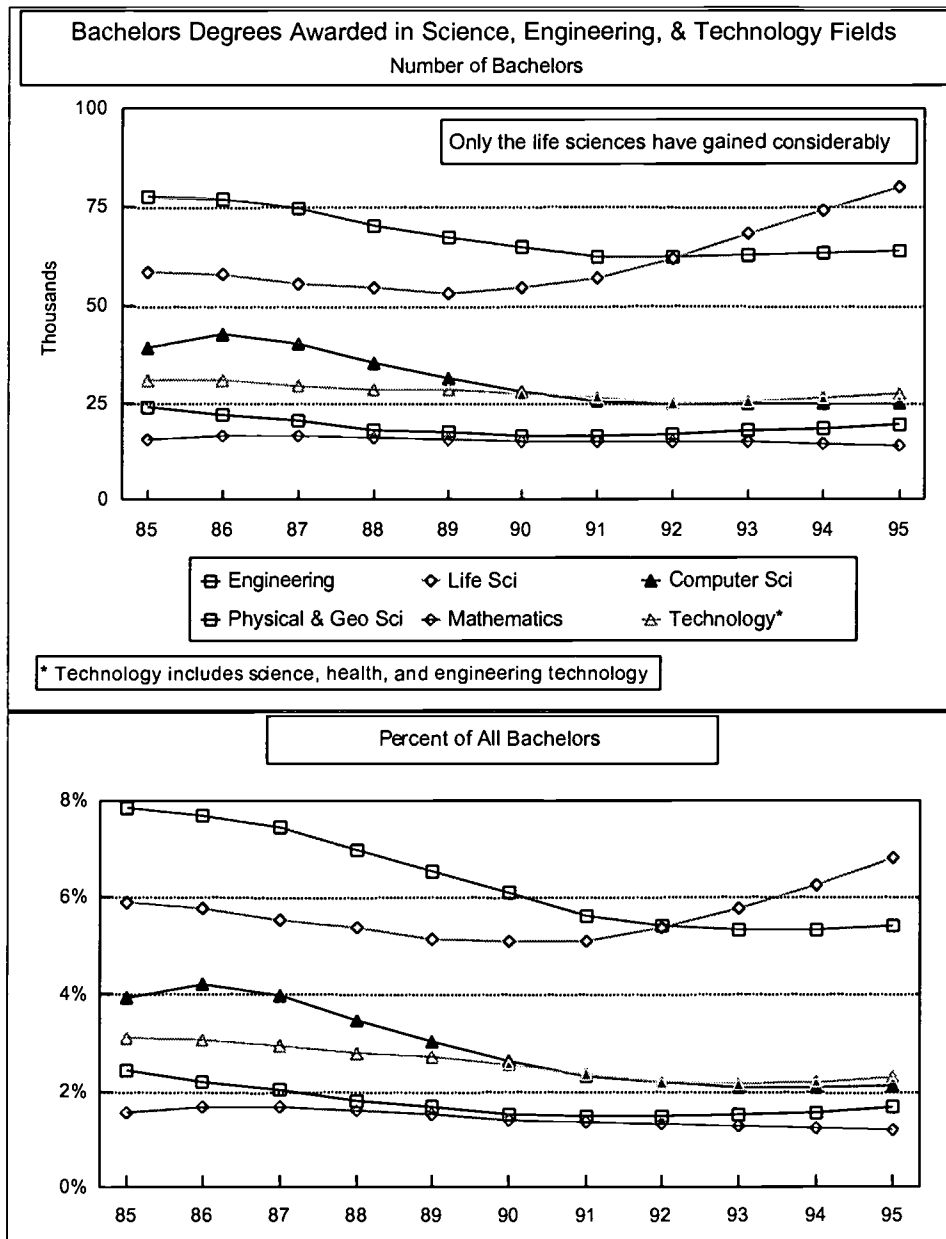 Bachelors Degrees Awarded in Science, Engineering, & Technology Fields
Number of Bachelors
Only the life sciences have gained considerably
Thousands
100
75
50
25
0
85 86 87 88 89 90 91 92 93 94 95
Engineering Life Sci Computer Sci
Physical & Geo Sci Mathematics Technology*
* Technology includes science, health, and engineering technology
Percent of All Bachelors
8%
6%
4%
2%
0%
85 86 87 88 89 90 91 92 93 94 95